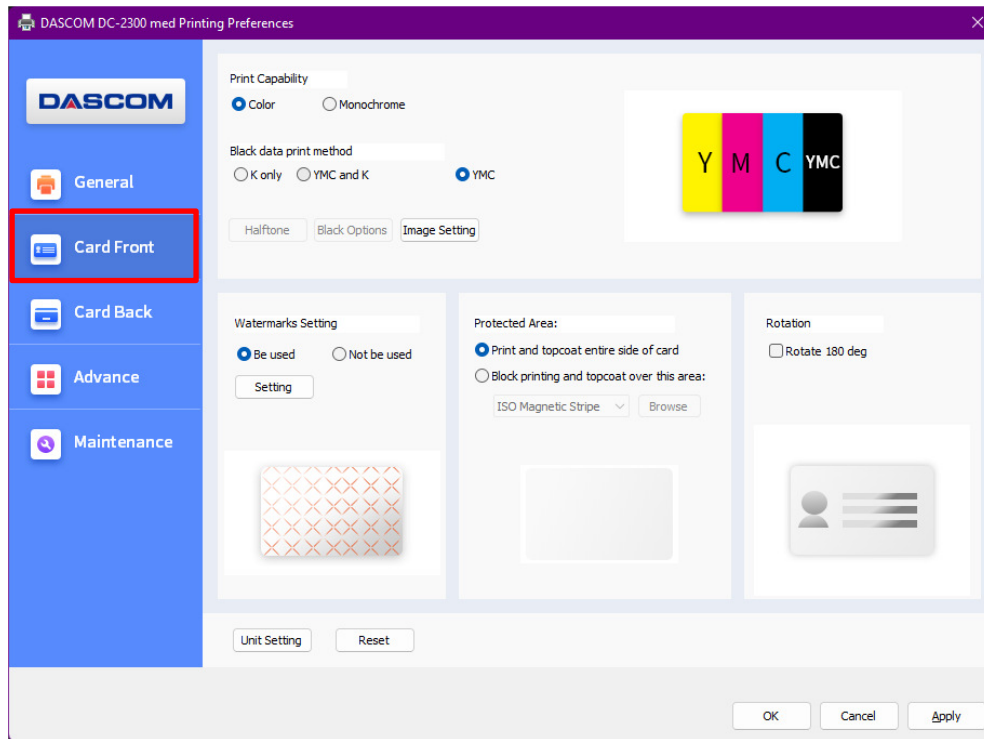 DASCOM DC-2300 med Printing Preferences
DASCOM
General
Card Front
Card Back
Advance
Maintenance
Print Capability
Color Monochrome
Black data print method
K only YMC and K YMC
Halftone Black Options Image Setting
Y M C YMC
Watermarks Setting
Be used Not be used
Setting
Protected Area:
Print and topcoat entire side of card
Block printing and topcoat over this area:
ISO Magnetic Stripe Browse
Rotation
Rotate 180 deg
Unit Setting Reset
OK Cancel Apply